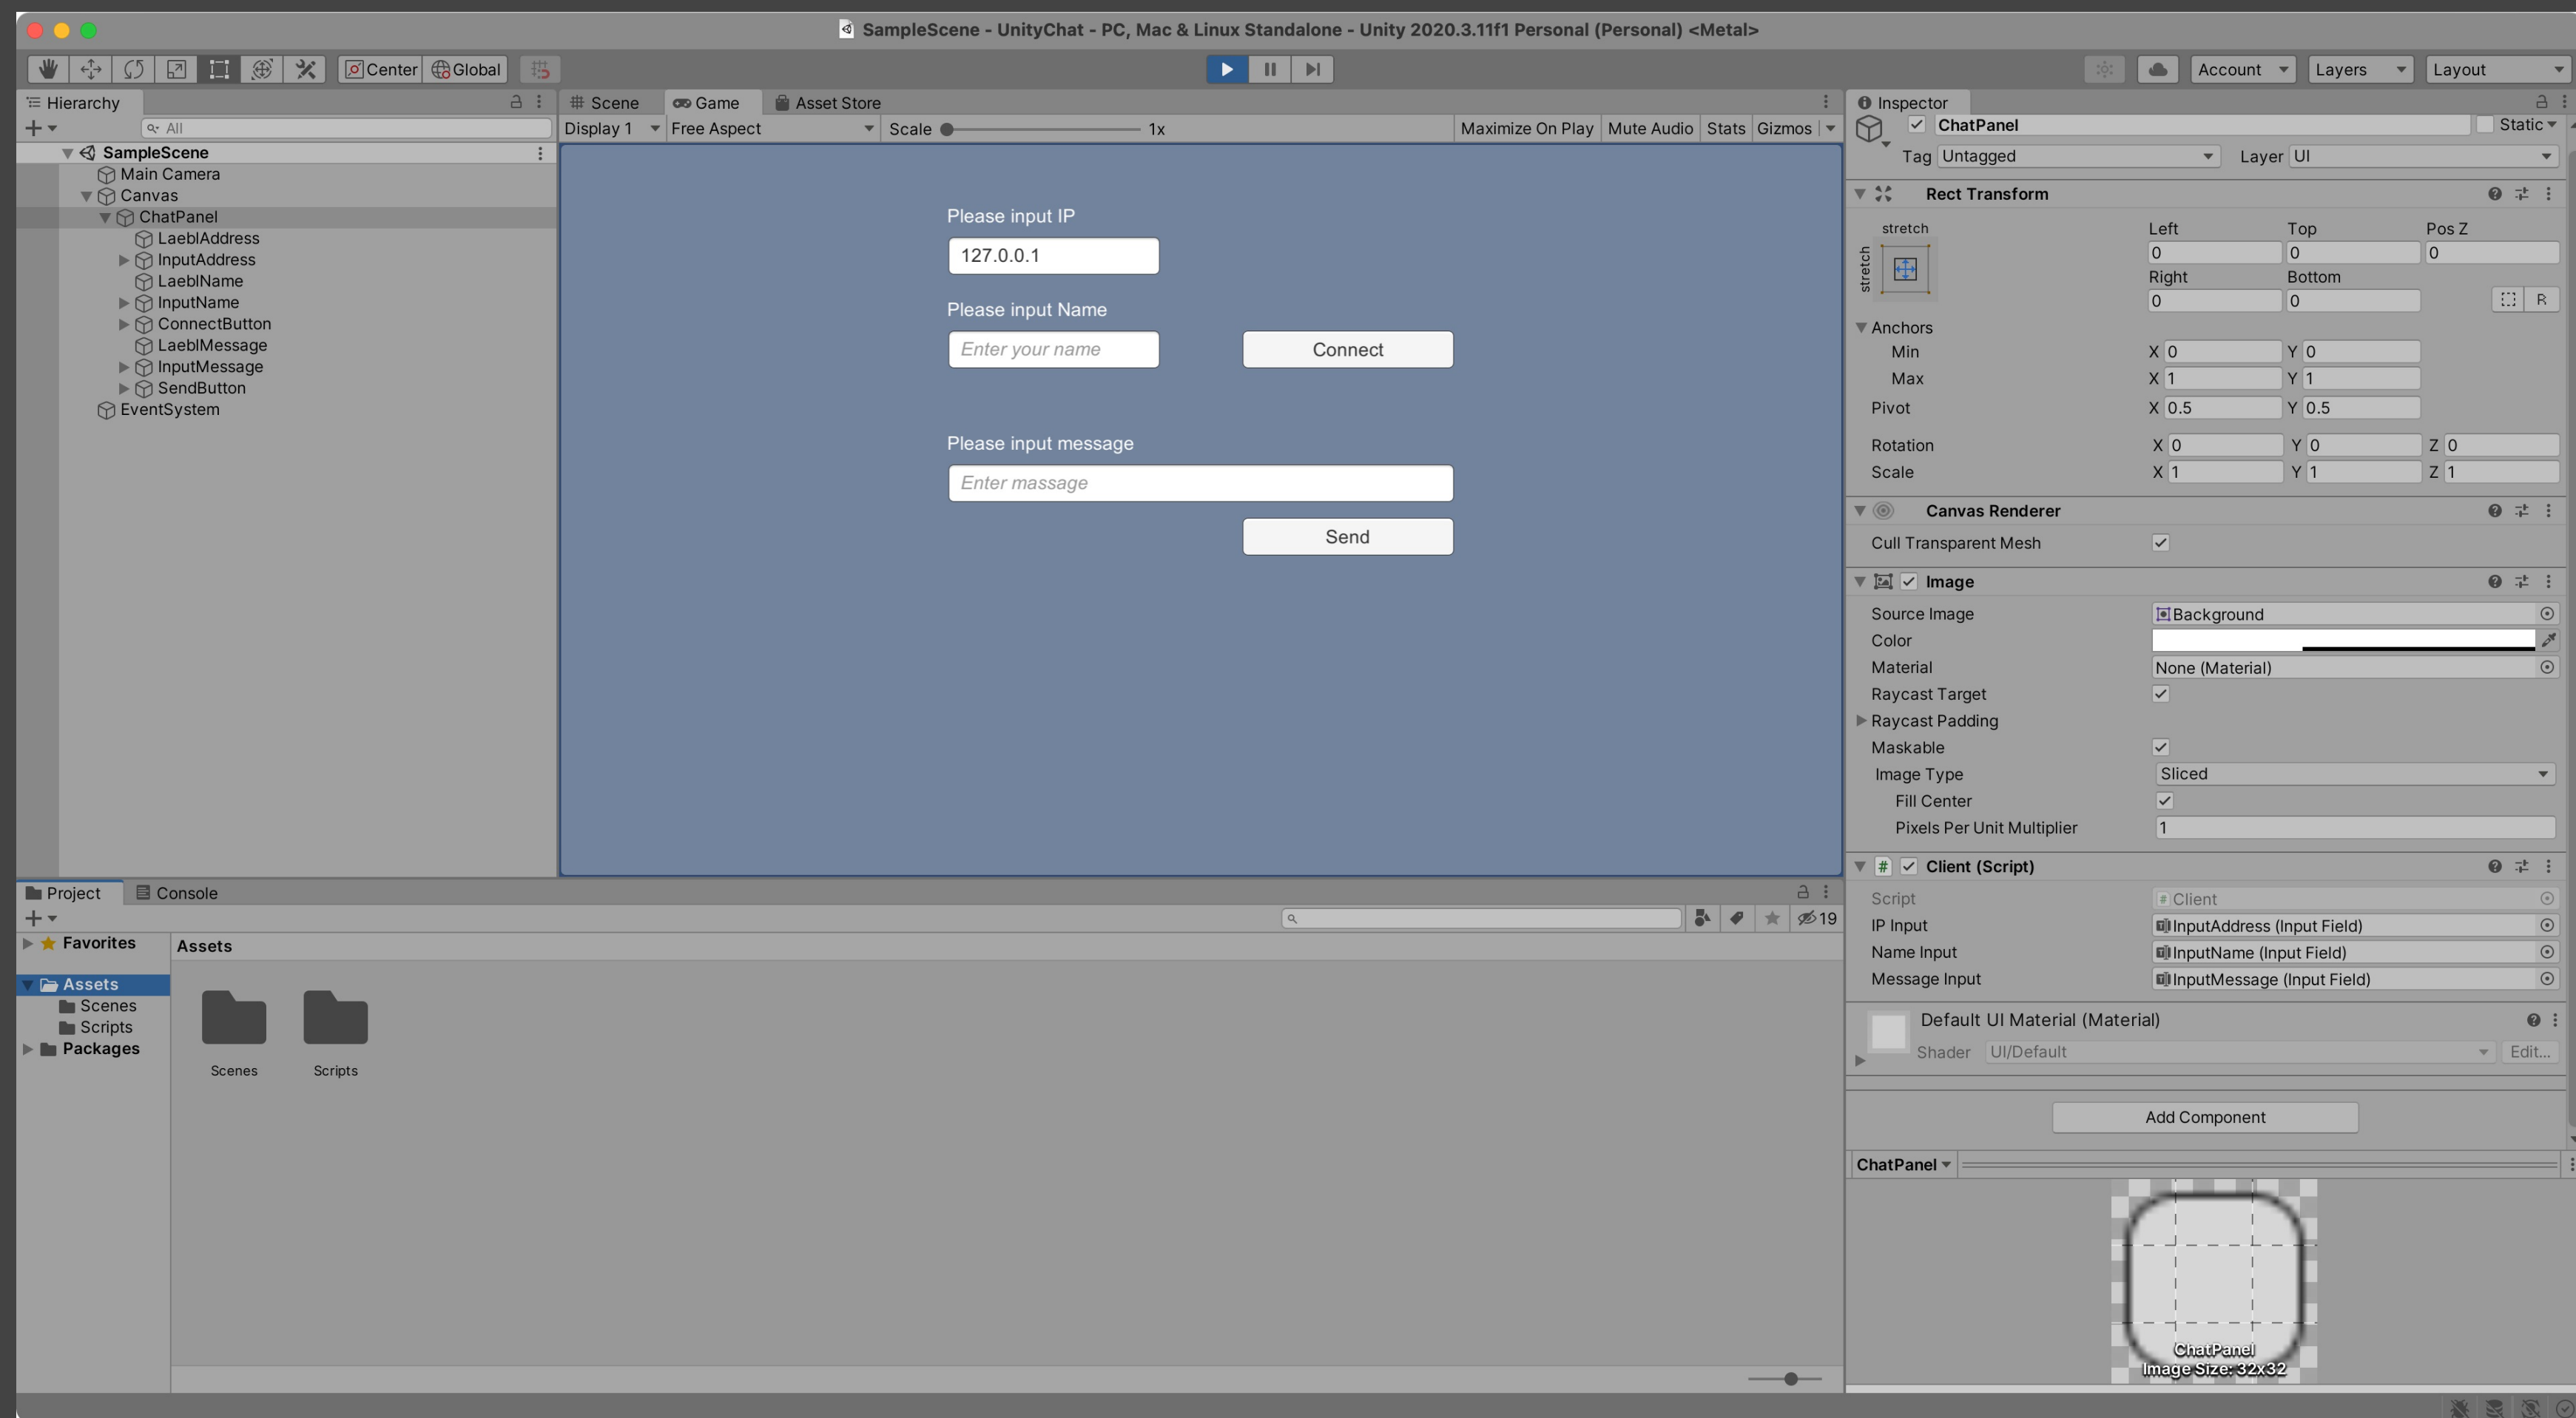 SampleScene - UnityChat - PC, Mac & Linux Standalone - Unity 2020.3.11f1 Personal (Personal) <Metal>
Center Global
Account Layers Layout
Hierarchy
All
SampleScene
Main Camera
Canvas
ChatPanel
LaeblAddress
InputAddress
LaeblName
InputName
ConnectButton
LaeblMessage
InputMessage
SendButton
EventSystem
Scene Game Asset Store
Display 1 Free Aspect Scale 1x Maximize On Play Mute Audio Stats Gizmos
Please input IP
127.0.0.1
Please input Name
Enter your name Connect
Please input message
Enter massage
Send
Project Console
19
Favorites
Assets
Scenes
Scripts
Packages
Assets
Scenes Scripts
Inspector
ChatPanel Static
Tag Untagged Layer UI
Rect Transform
stretch
stretch
Left Top Pos Z
0 0 0
Right Bottom
0 0 R
Anchors
Min X 0 Y 0
Max X 1 Y 1
Pivot X 0.5 Y 0.5
Rotation X 0 Y 0 Z 0
Scale X 1 Y 1 Z 1
Canvas Renderer
Cull Transparent Mesh
Image
Source Image Background
Color
Material None (Material)
Raycast Target
Raycast Padding
Maskable
Image Type Sliced
Fill Center
Pixels Per Unit Multiplier 1
# Client (Script)
Script # Client
IP Input InputAddress (Input Field)
Name Input InputName (Input Field)
Message Input InputMessage (Input Field)
Default UI Material (Material)
Shader UI/Default Edit...
Add Component
ChatPanel
ChatPanel
Image Size: 32x32